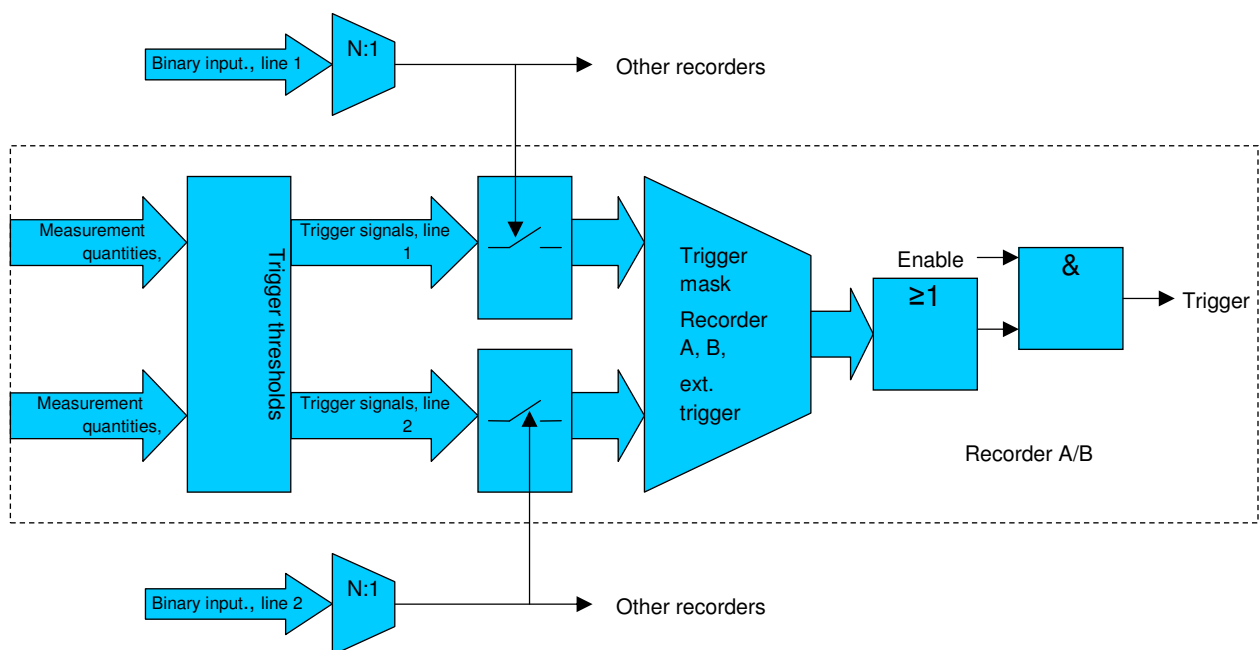 N:1
Binary input., line 1
Other recorders
Measurement
quantities,
Trigger thresholds
Trigger signals, line
1
Trigger
mask
Recorder
A, B,
ext.
trigger
Enable
≥1
&
Trigger
Measurement
quantities,
Trigger signals, line
2
Recorder A/B
N:1
Binary input., line 2
Other recorders